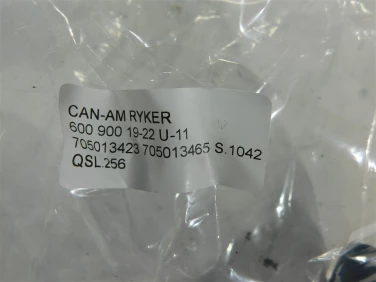 CAN-AM RYKER
600 900 19-22 U-11
705013423 705013465 S.1042
QSL.256